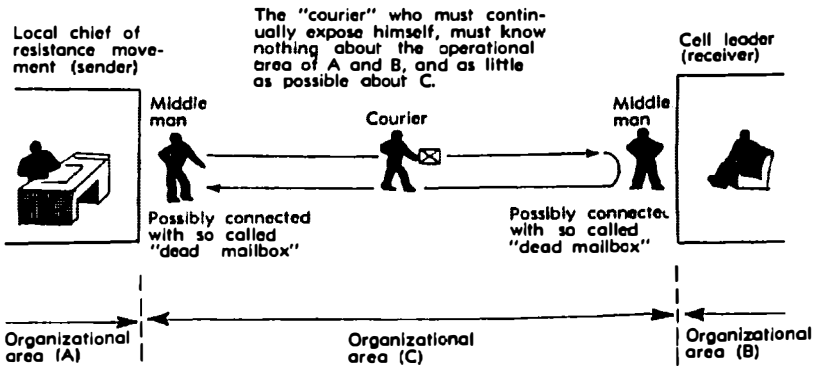 The "courier" who must contin-
ually expose himself, must know
nothing about the operational
area of A and B, and as little
as possible about C.
Local chief of
resistance move-
ment (sender)
Cell leader
(receiver)
Middle
man
Courier
Middle
man
Possibly connected
with so called
"dead mailbox"
Possibly connected
with so called
"dead mailbox"
Organizational
area (A)
Organizational
area (C)
Organizational
area (B)